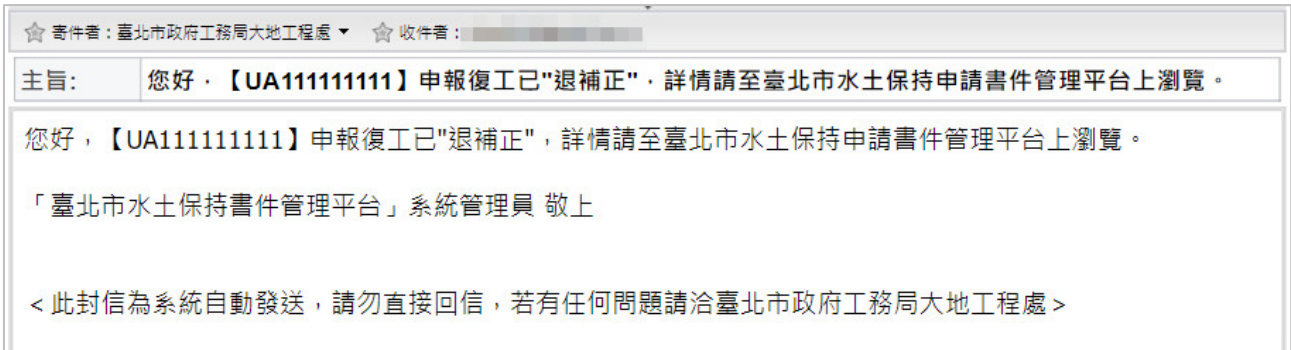 寄件者：臺北市政府工務局大地工程處 收件者：
主旨: 您好，【UA111111111】申報復工已"退補正"，詳情請至臺北市水土保持申請書件管理平台上瀏覽。
您好，【UA111111111】申報復工已"退補正"，詳情請至臺北市水土保持申請書件管理平台上瀏覽。
「臺北市水土保持書件管理平台」系統管理員 敬上
<此封信為系統自動發送，請勿直接回信，若有任何問題請洽臺北市政府工務局大地工程處>